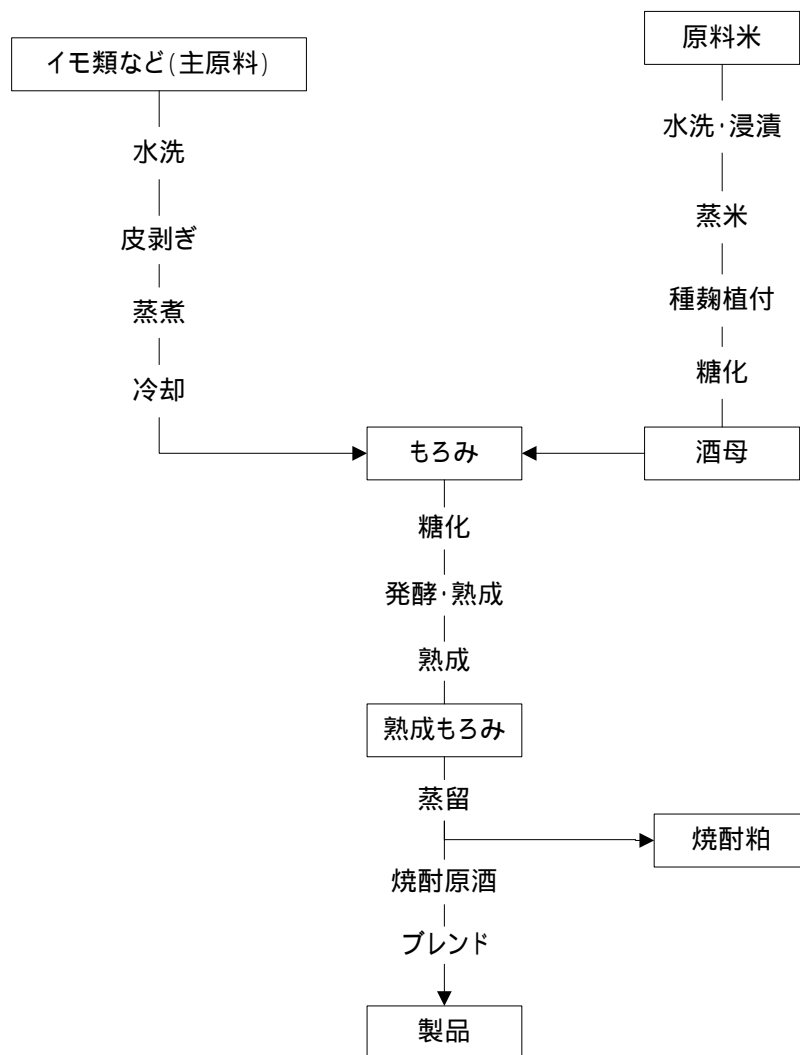 イモ類など(主原料)
水洗
皮剥ぎ
蒸煮
冷却
原料米
水洗・浸漬
蒸米
種麹植付
糖化
酒母
もろみ
糖化
発酵・熟成
熟成
熟成もろみ
蒸留
焼酎粕
焼酎原酒
ブレンド
製品